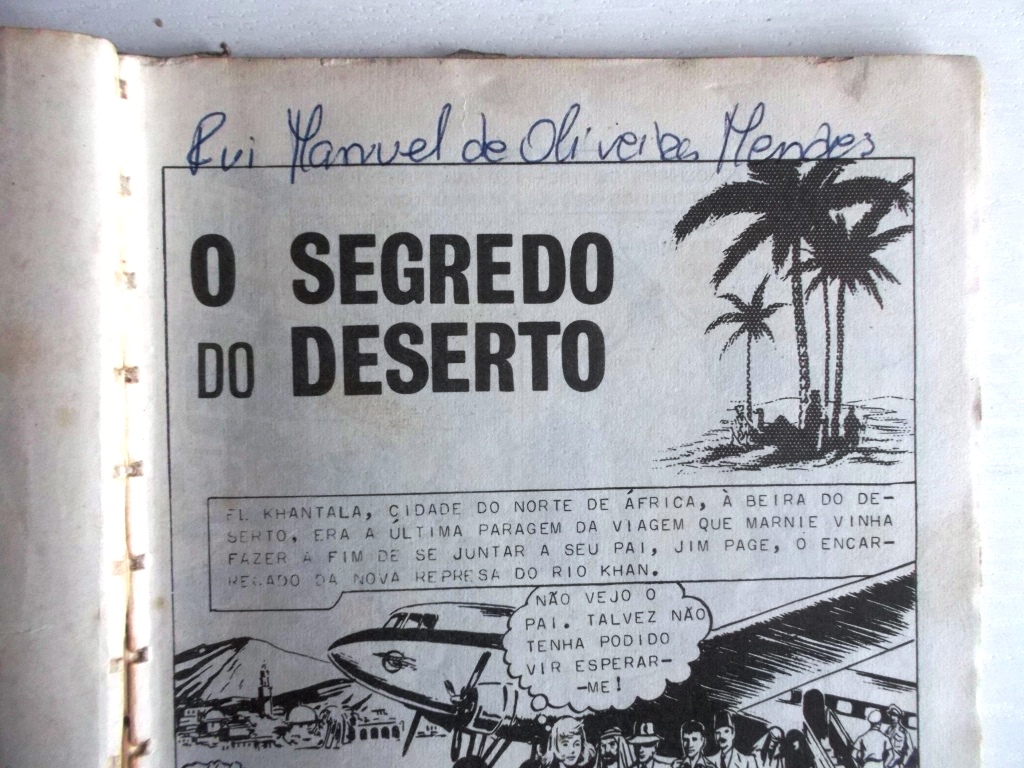 Rui Manuel de Oliveira Mendes
O SEGREDO
DO DESERTO
EL KHANTALA, CIDADE DO NORTE DE ÁFRICA, À BEIRA DO DE-
SERTO, ERA A ÚLTIMA PARAGEM DA VIAGEM QUE MARNIE VINHA
FAZER A FIM DE SE JUNTAR A SEU PAI, JIM PAGE, O ENCAR-
REGADO DA NOVA REPRESA DO RIO KHAN.
NÃO VEJO O
PAI. TALVEZ NÃO
TENHA PODIDO
VIR ESPERAR-
-ME!